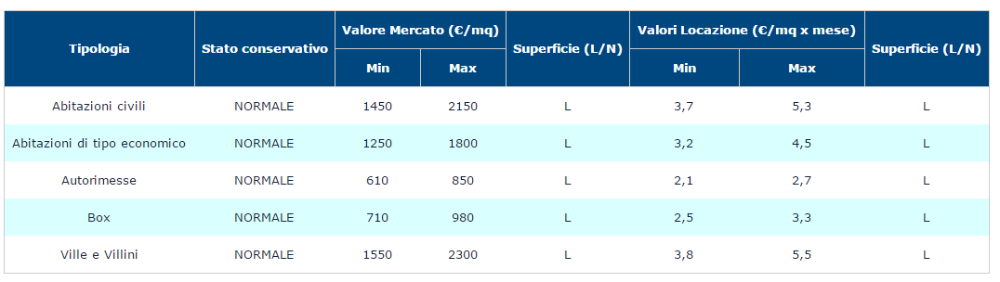 Tipologia Stato conservativo Valore Mercato (€/mq) Superficie (L/N) Valori Locazione (€/mq x mese) Superficie (L/N)
Min Max Min Max
Abitazioni civili NORMALE 1450 2150 L 3,7 5,3 L
Abitazioni di tipo economico NORMALE 1250 1800 L 3,2 4,5 L
Autorimesse NORMALE 610 850 L 2,1 2,7 L
Box NORMALE 710 980 L 2,5 3,3 L
Ville e Villini NORMALE 1550 2300 L 3,8 5,5 L